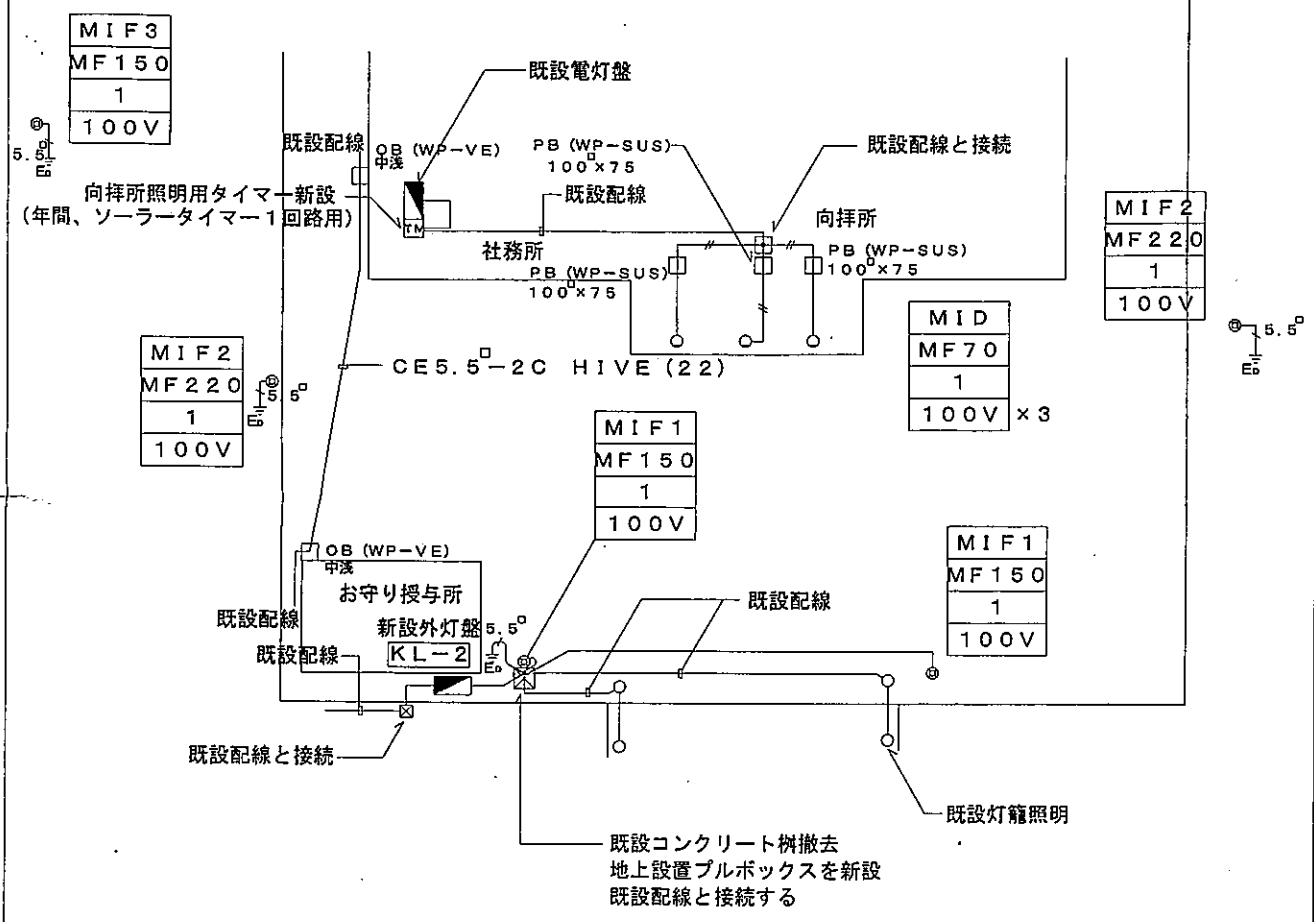 MIF3
MF150
1
100V
5.5□
ED
既設電灯盤
既設配線
OB (WP-VE)
中浅
PB (WP-SUS)
100□×75
既設配線と接続
向拝所照明用タイマー新設
(年間、ソーラータイマー1回路用)
既設配線
TM
社務所
向拝所
PB (WP-SUS)
100□×75
PB (WP-SUS)
100□×75
MIF2
MF220
1
100V
5.5□
ED
MID
MF70
1
100V ×3
CE5.5□-2C HIVE (22)
MIF2
MF220
1
100V
5.5□
ED
MIF1
MF150
1
100V
OB (WP-VE)
中浅
お守り授与所
既設配線
新設外灯盤
KL-2
5.5□
ED
既設配線
既設配線
MIF1
MF150
1
100V
既設配線と接続
既設灯籠照明
既設コンクリート桝撤去
地上設置プルボックスを新設
既設配線と接続する